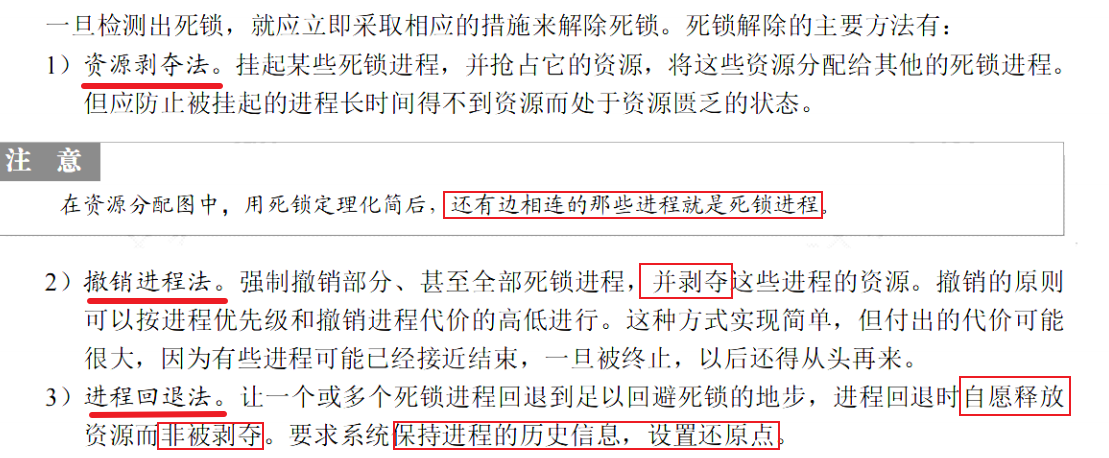 一旦检测出死锁，就应立即采取相应的措施来解除死锁。死锁解除的主要方法有：
1）资源剥夺法。挂起某些死锁进程，并抢占它的资源，将这些资源分配给其他的死锁进程。
但应防止被挂起的进程长时间得不到资源而处于资源匮乏的状态。
注 意
在资源分配图中，用死锁定理化简后，还有边相连的那些进程就是死锁进程。
2）撤销进程法。强制撤销部分、甚至全部死锁进程，并剥夺这些进程的资源。撤销的原则
可以按进程优先级和撤销进程代价的高低进行。这种方式实现简单，但付出的代价可能
很大，因为有些进程可能已经接近结束，一旦被终止，以后还得从头再来。
3）进程回退法。让一个或多个死锁进程回退到足以回避死锁的地步，进程回退时自愿释放
资源而非被剥夺。要求系统保持进程的历史信息，设置还原点。